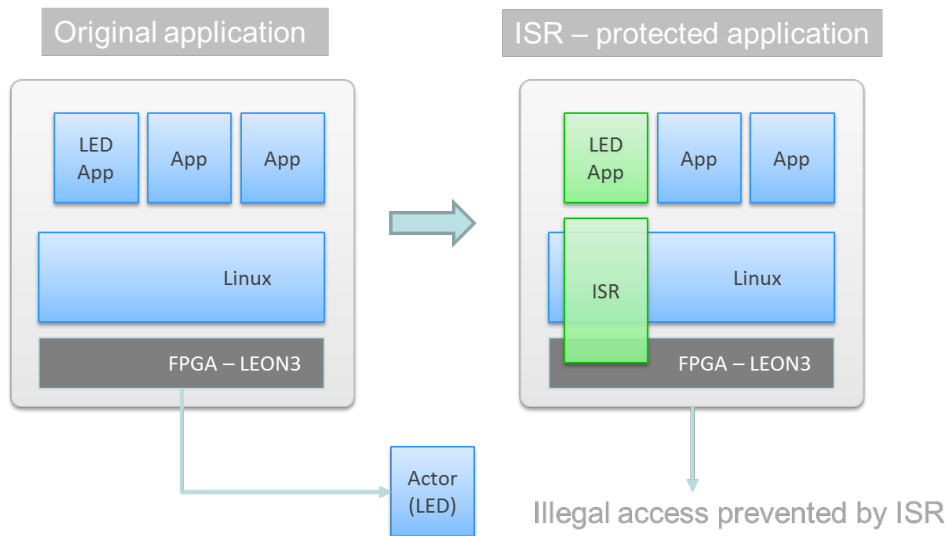 Original application
ISR – protected application
LED
App
App
App
LED
App
App
App
Linux
ISR
Linux
FPGA – LEON3
FPGA – LEON3
Actor
(LED)
Illegal access prevented by ISR